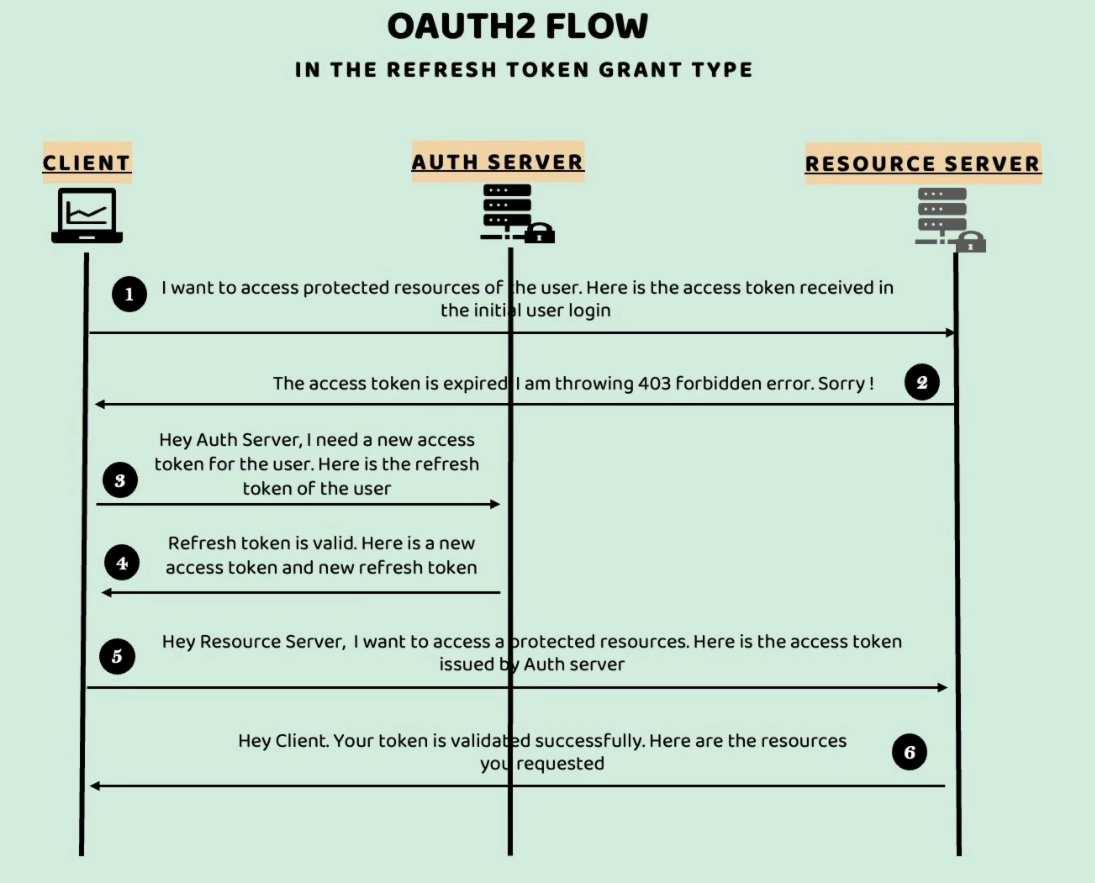 OAUTH2 FLOW
IN THE REFRESH TOKEN GRANT TYPE
CLIENT
AUTH SERVER
RESOURCE SERVER
1
I want to access protected resources of the user. Here is the access token received in
the initial user login
The access token is expired. I am throwing 403 forbidden error. Sorry !
2
Hey Auth Server, I need a new access
token for the user. Here is the refresh
token of the user
3
Refresh token is valid. Here is a new
access token and new refresh token
4
Hey Resource Server, I want to access a protected resources. Here is the access token
issued by Auth server
5
Hey Client. Your token is validated successfully. Here are the resources
you requested
6